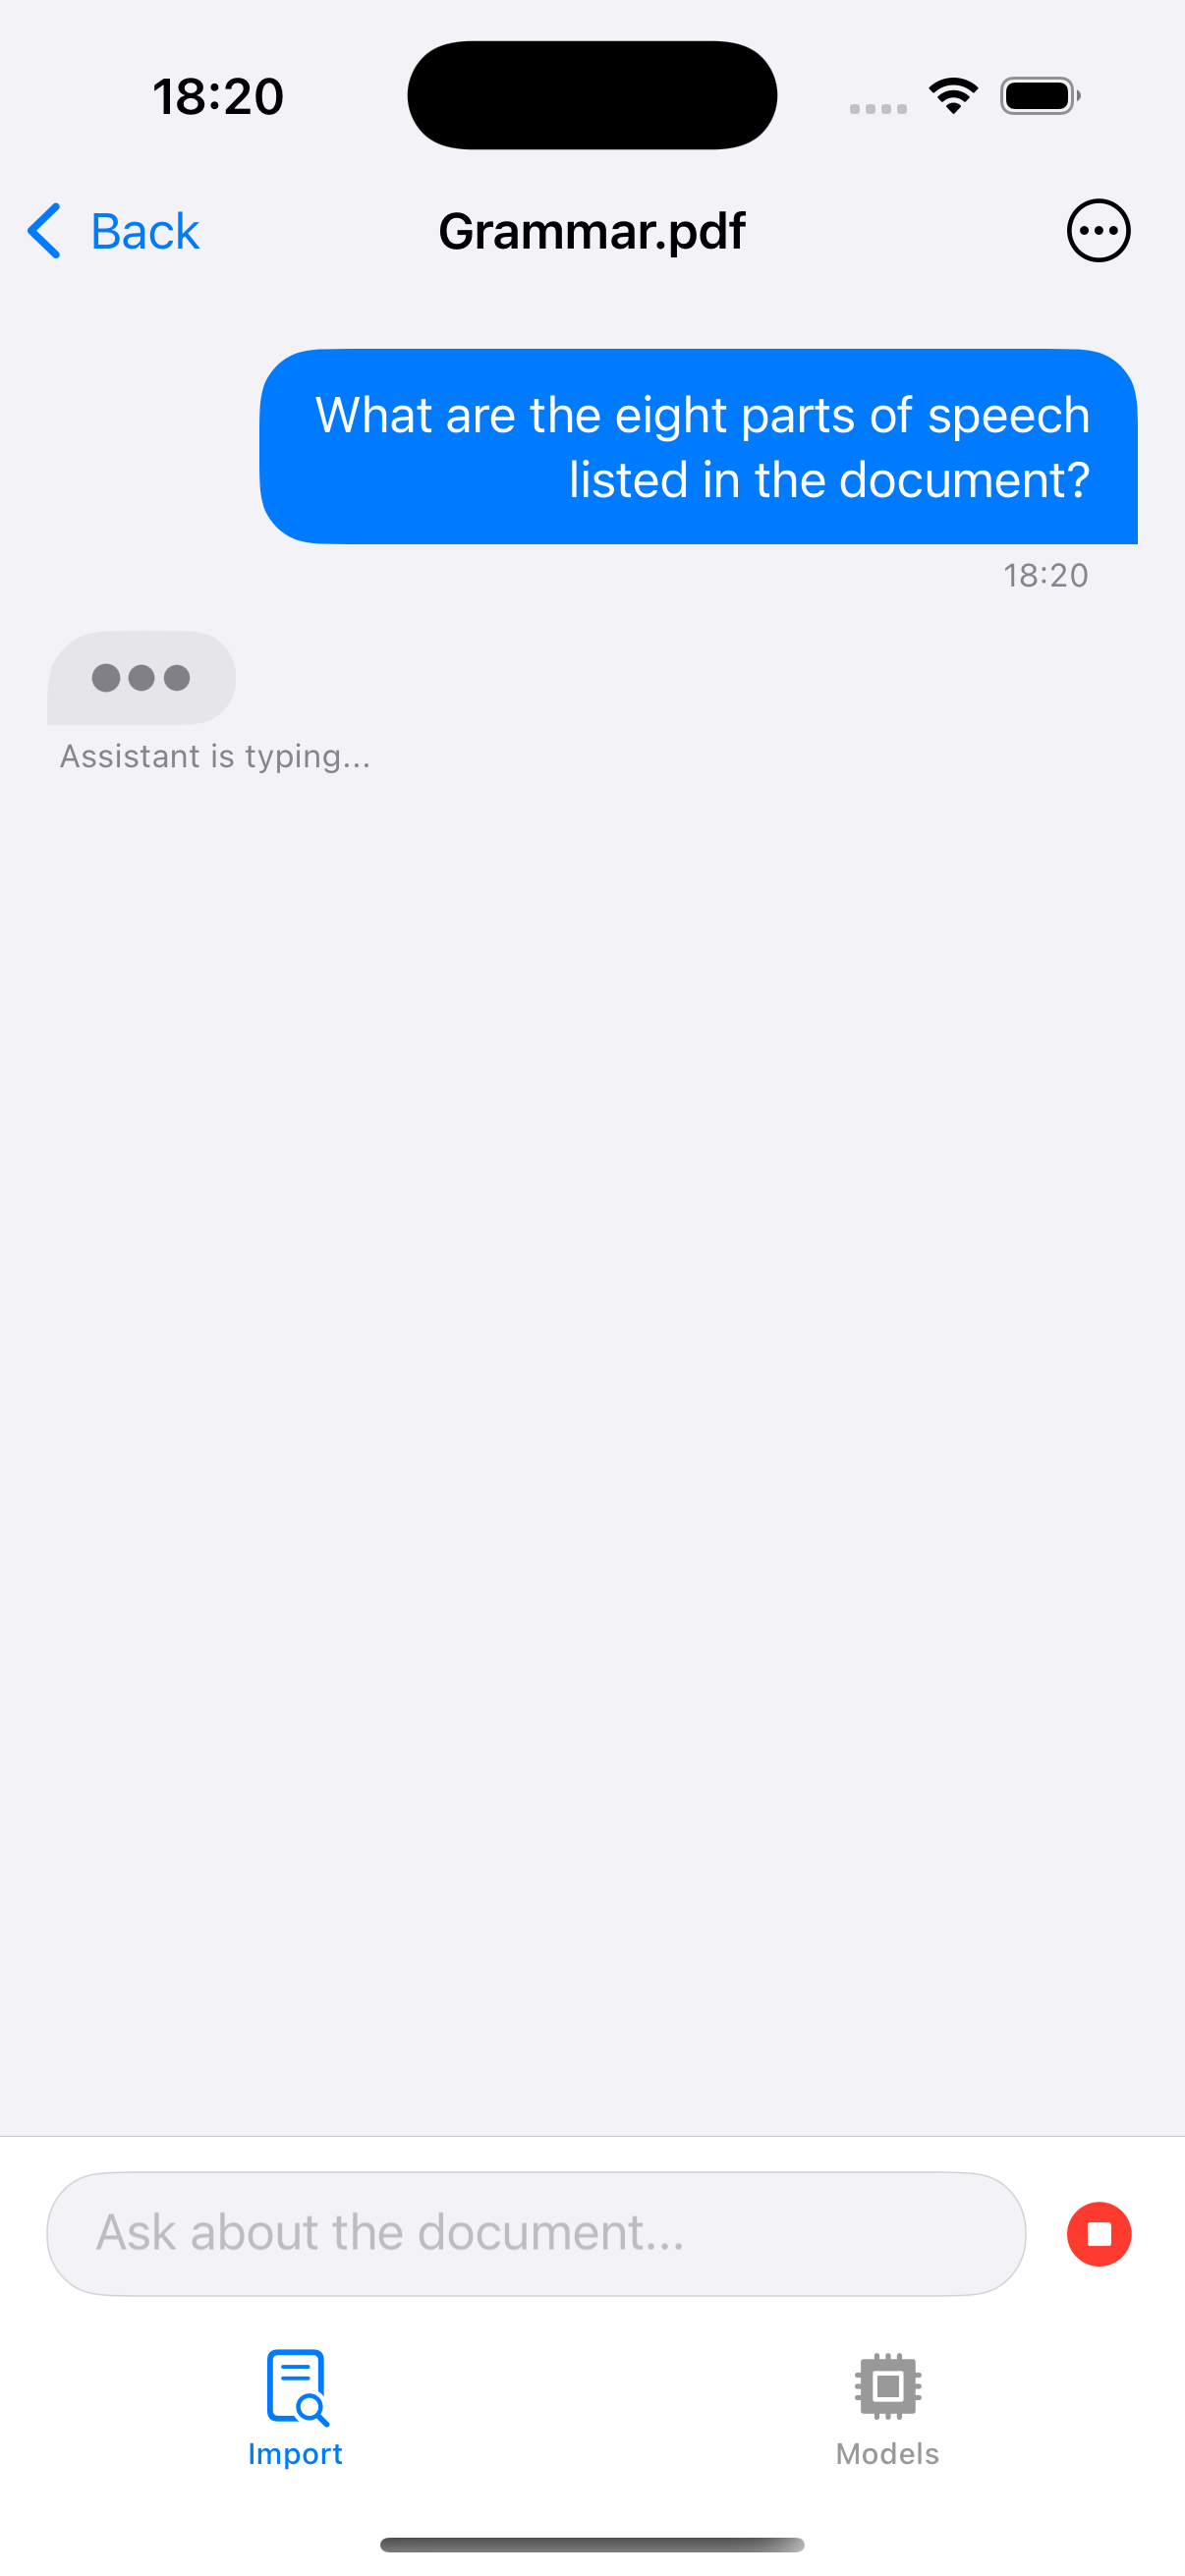 18:20
Back
Grammar.pdf
What are the eight parts of speech
listed in the document?
18:20
Assistant is typing...
Ask about the document...
Import
Models